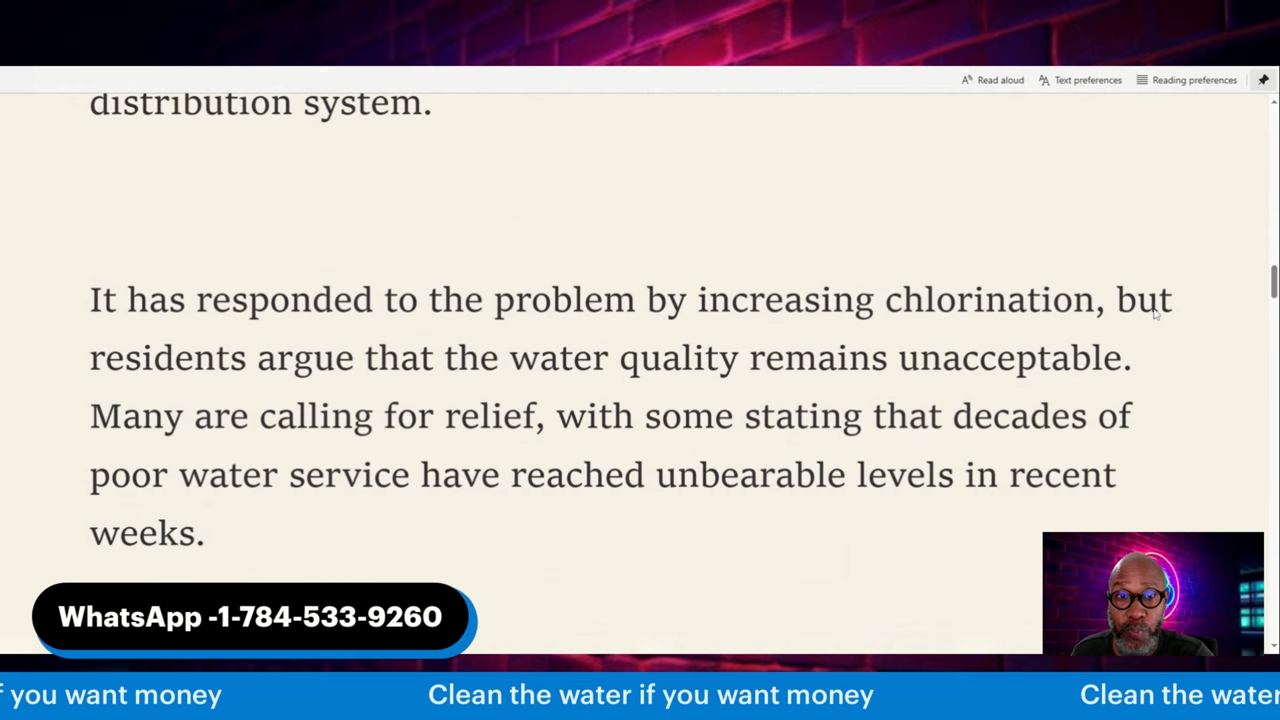 Read aloud
Text preferences
Reading preferences
distribution system.
It has responded to the problem by increasing chlorination, but
residents argue that the water quality remains unacceptable.
Many are calling for relief, with some stating that decades of
poor water service have reached unbearable levels in recent
weeks.
WhatsApp -1-784-533-9260
f you want money
Clean the water if you want money
Clean the water